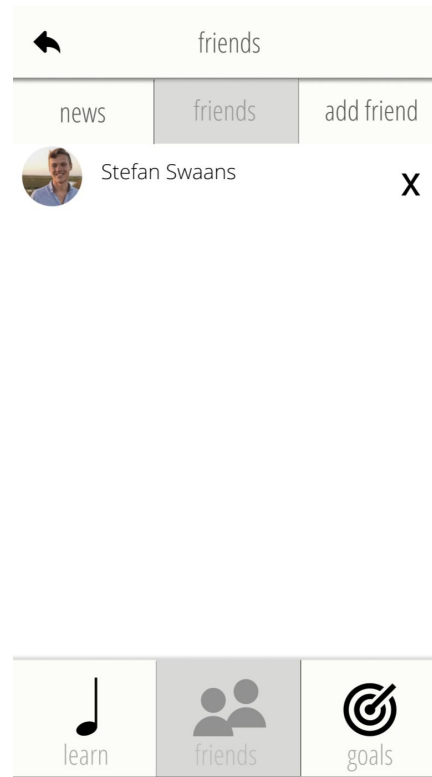 friends
news friends add friend
Stefan Swaans
X
learn friends goals